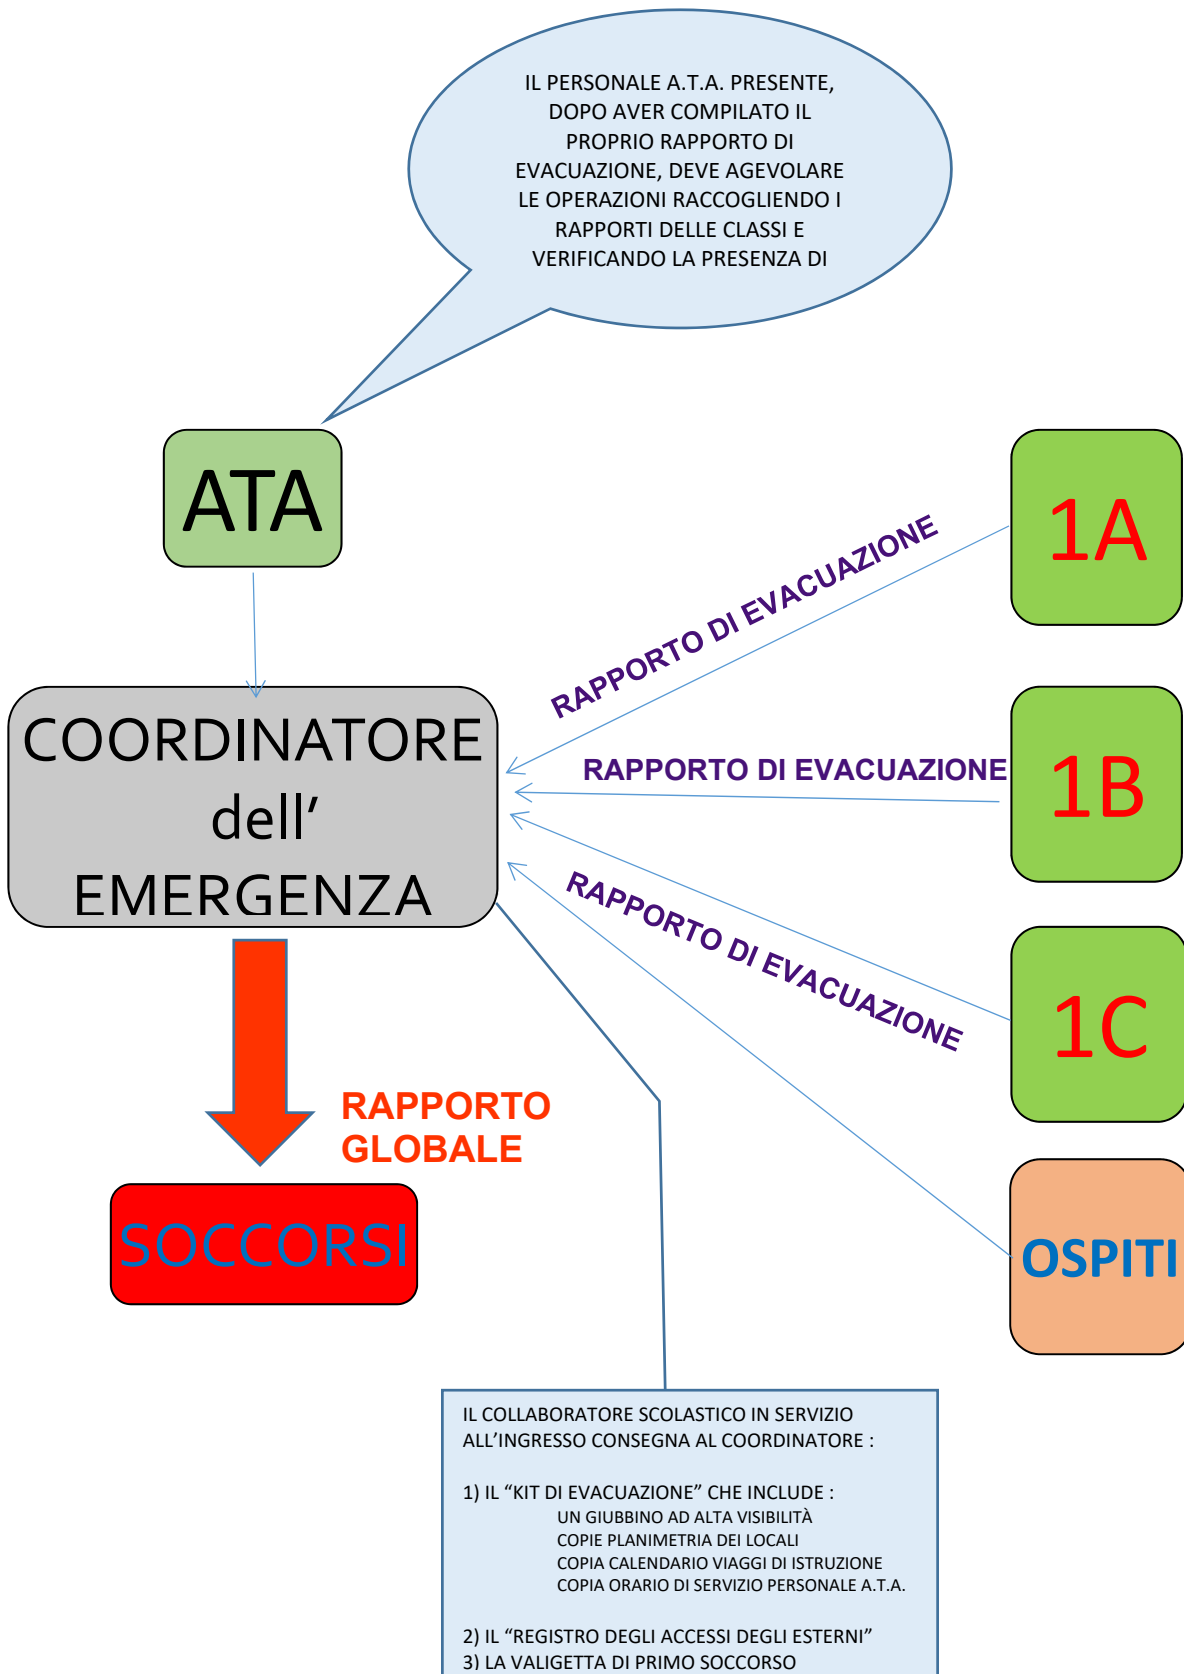 IL PERSONALE A.T.A. PRESENTE,
DOPO AVER COMPILATO IL
PROPRIO RAPPORTO DI
EVACUAZIONE, DEVE AGEVOLARE
LE OPERAZIONI RACCOGLIENDO I
RAPPORTI DELLE CLASSI E
VERIFICANDO LA PRESENZA DI
ATA
1A
RAPPORTO DI EVACUAZIONE
COORDINATORE
dell’
EMERGENZA
RAPPORTO DI EVACUAZIONE
1B
RAPPORTO DI EVACUAZIONE
1C
RAPPORTO
GLOBALE
SOCCORSI
OSPITI
IL COLLABORATORE SCOLASTICO IN SERVIZIO
ALL’INGRESSO CONSEGNA AL COORDINATORE :
1) IL “KIT DI EVACUAZIONE” CHE INCLUDE :
UN GIUBBINO AD ALTA VISIBILITÀ
COPIE PLANIMETRIA DEI LOCALI
COPIA CALENDARIO VIAGGI DI ISTRUZIONE
COPIA ORARIO DI SERVIZIO PERSONALE A.T.A.
2) IL “REGISTRO DEGLI ACCESSI DEGLI ESTERNI”
3) LA VALIGETTA DI PRIMO SOCCORSO